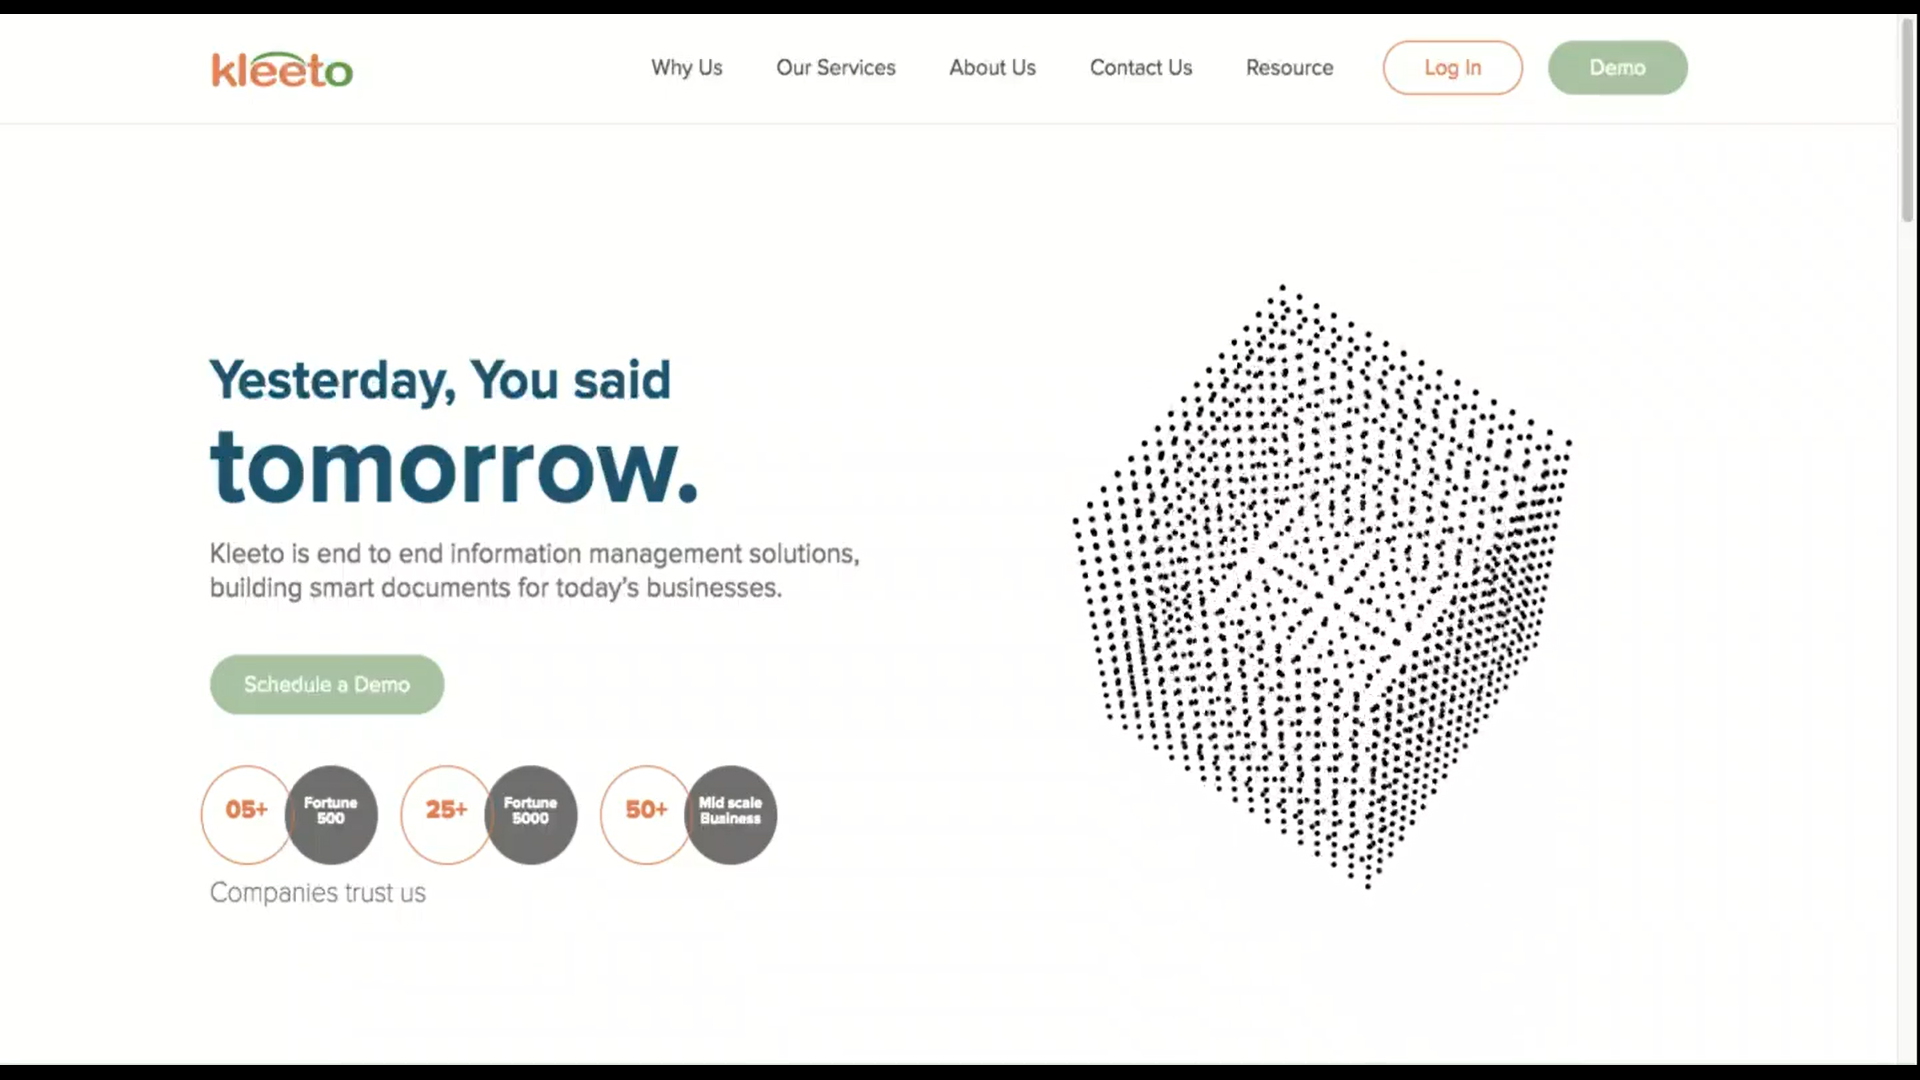 kleeto
Why Us
Our Services
About Us
Contact Us
Resource
Log In
Demo
Yesterday, You said
tomorrow.
Kleeto is end to end information management solutions,
building smart documents for today’s businesses.
Schedule a Demo
05+
Fortune
500
25+
Fortune
5000
50+
Mid scale
Business
Companies trust us